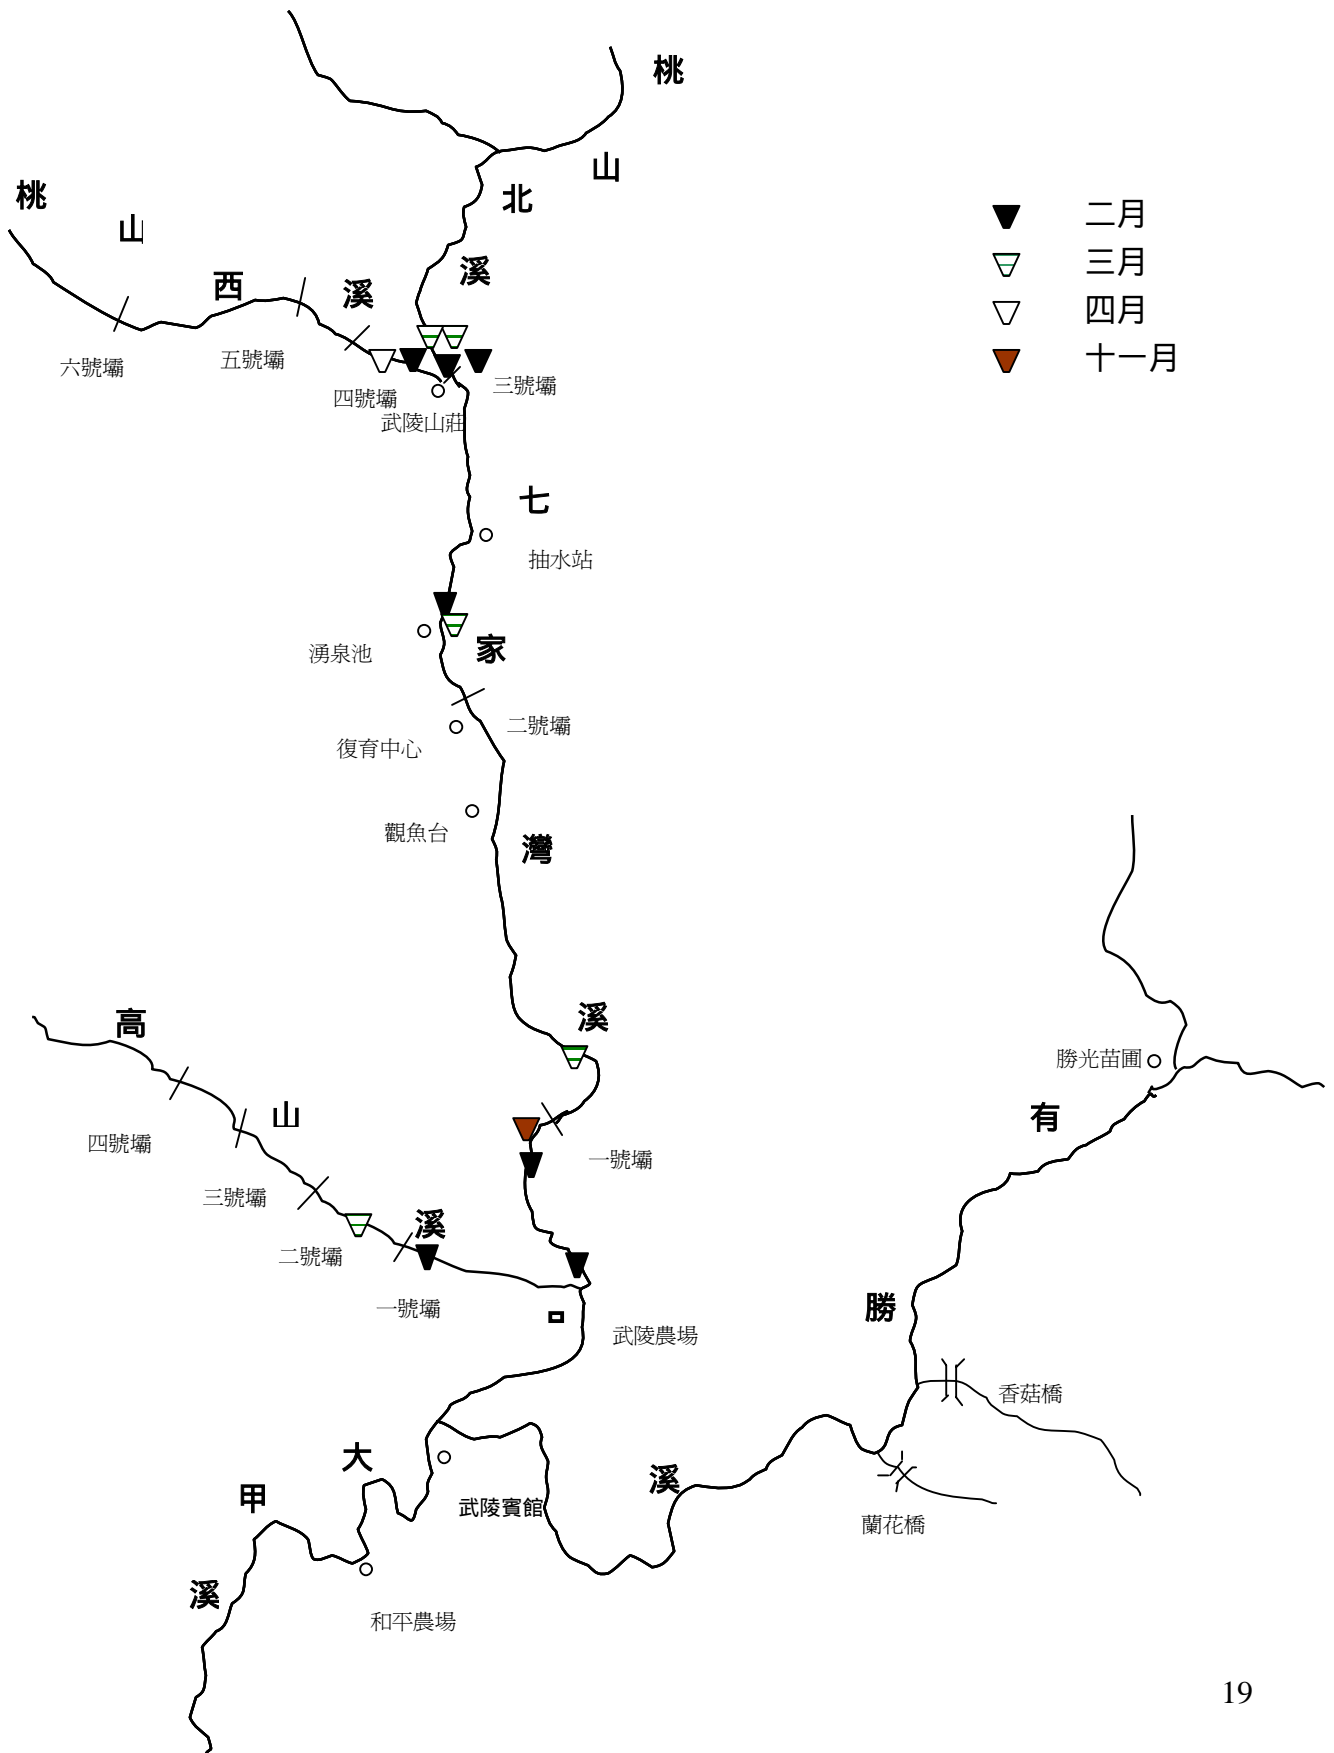 桃
山
北
溪
桃
山
西
溪
二月
三月
四月
十一月
六號壩
五號壩
四號壩
三號壩
武陵山莊
七
抽水站
湧泉池
家
二號壩
復育中心
觀魚台
灣
溪
一號壩
高
山
溪
四號壩
三號壩
二號壩
一號壩
武陵農場
勝光苗圃
有
勝
溪
香菇橋
蘭花橋
大
甲
溪
武陵賓館
和平農場
19